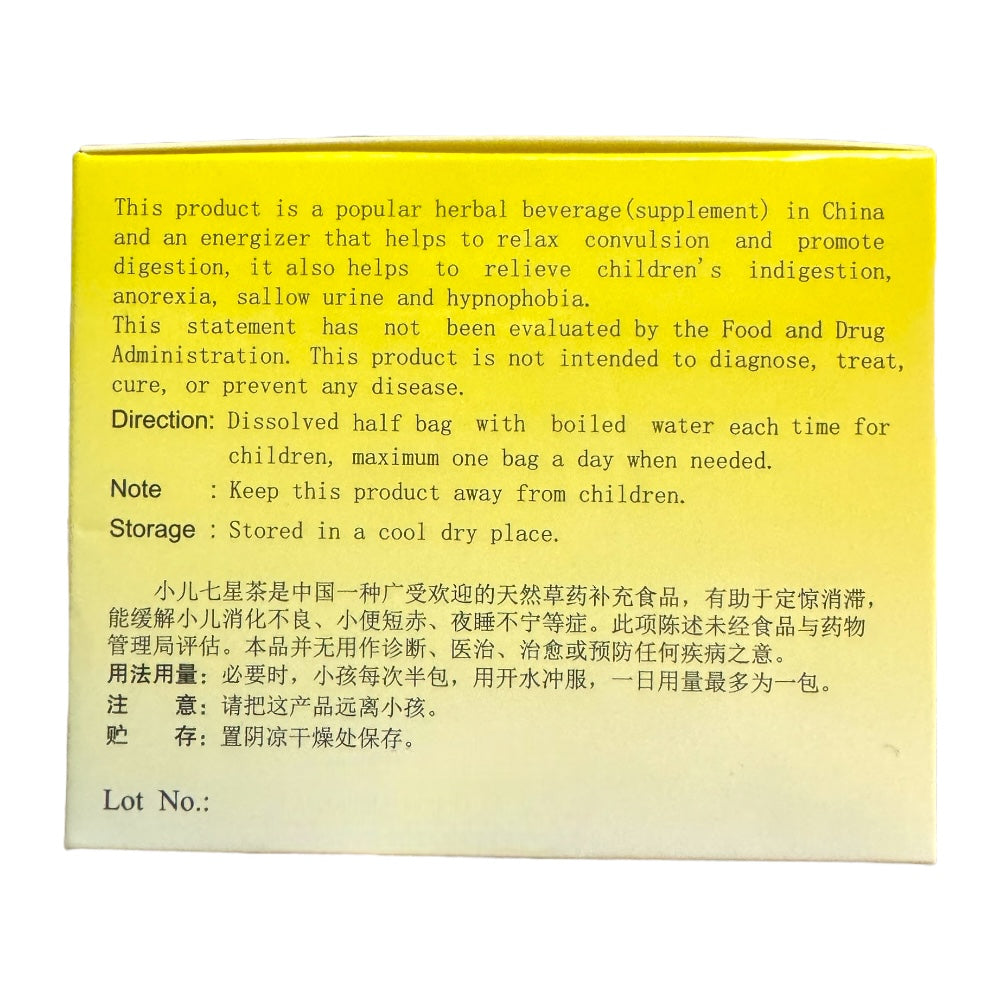 This product is a popular herbal beverage(supplement) in China
and an energizer that helps to relax convulsion and promote
digestion, it also helps to relieve children's indigestion,
anorexia, sallow urine and hypnophobia.
This statement has not been evaluated by the Food and Drug
Administration. This product is not intended to diagnose, treat,
cure, or prevent any disease.
Direction: Dissolved half bag with boiled water each time for
children, maximum one bag a day when needed.
Note : Keep this product away from children.
Storage : Stored in a cool dry place.
小儿七星茶是中国一种广受欢迎的天然草药补充食品，有助于定惊消滞，
能缓解小儿消化不良、小便短赤、夜睡不宁等症。此项陈述未经食品与药物
管理局评估。本品并无用作诊断、医治、治愈或预防任何疾病之意。
用法用量：必要时，小孩每次半包，用开水冲服，一日用量最多为一包。
注 意：请把这产品远离小孩。
贮 存：置阴凉干燥处保存。
Lot No.: